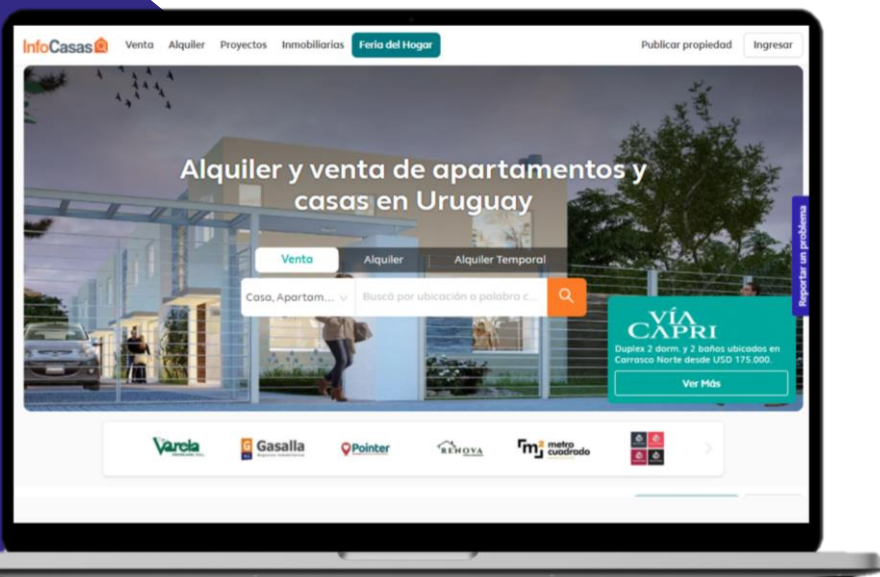 InfoCasas
Venta Alquiler Proyectos Inmobiliarias Feria del Hogar
Publicar propiedad Ingresar
Alquiler y venta de apartamentos y
casas en Uruguay
Venta Alquiler Alquiler Temporal
Casa, Apartam... Buscá por ubicación o palabra c...
Reportar un problema
VÍA
CAPRI
Duplex 2 dorm. y 2 baños ubicados en
Carrasco Norte desde USD 175.000.
Ver Más
Varela
Gasalla
Pointer
RENOVA
m2 metro
cuadrado